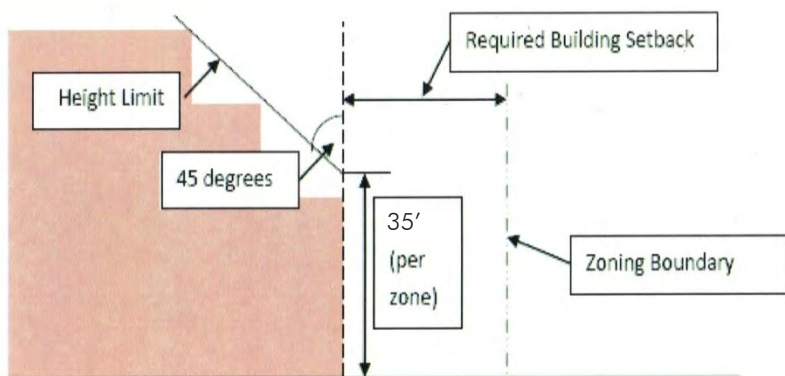 Required Building Setback
Height Limit
45 degrees
35'
(per
zone)
Zoning Boundary